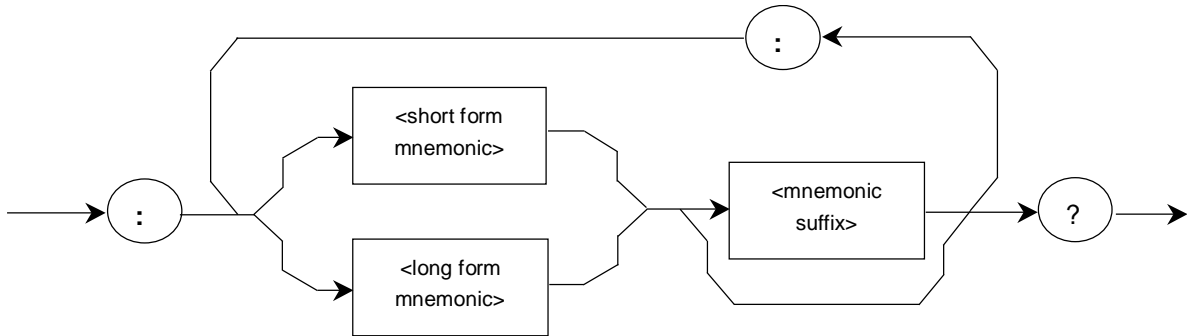 :
<short form
mnemonic>
:
<mnemonic
suffix>
?
<long form
mnemonic>